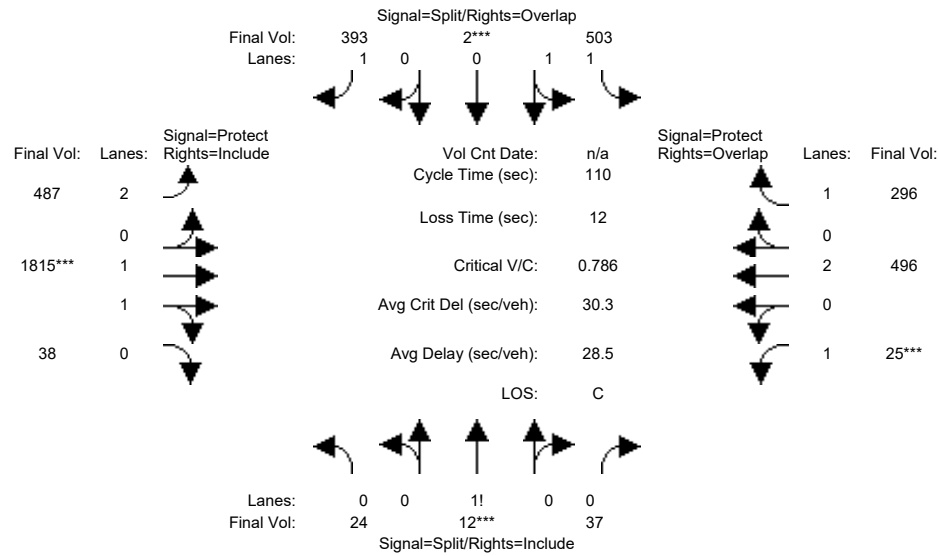 Signal=Split/Rights=Overlap
Final Vol: 393 2*** 503
Lanes: 1 0 0 1 1
Signal=Protect
Final Vol: Lanes: Rights=Include
Vol Cnt Date: n/a
Signal=Protect
Rights=Overlap Lanes: Final Vol:
Cycle Time (sec): 110
487 2
1 296
Loss Time (sec): 12
0
0
1815*** 1
Critical V/C: 0.786
2 496
1
Avg Crit Del (sec/veh): 30.3
0
38 0
Avg Delay (sec/veh): 28.5
1 25***
LOS: C
Lanes: 0 0 1! 0 0
Final Vol: 24 12*** 37
Signal=Split/Rights=Include